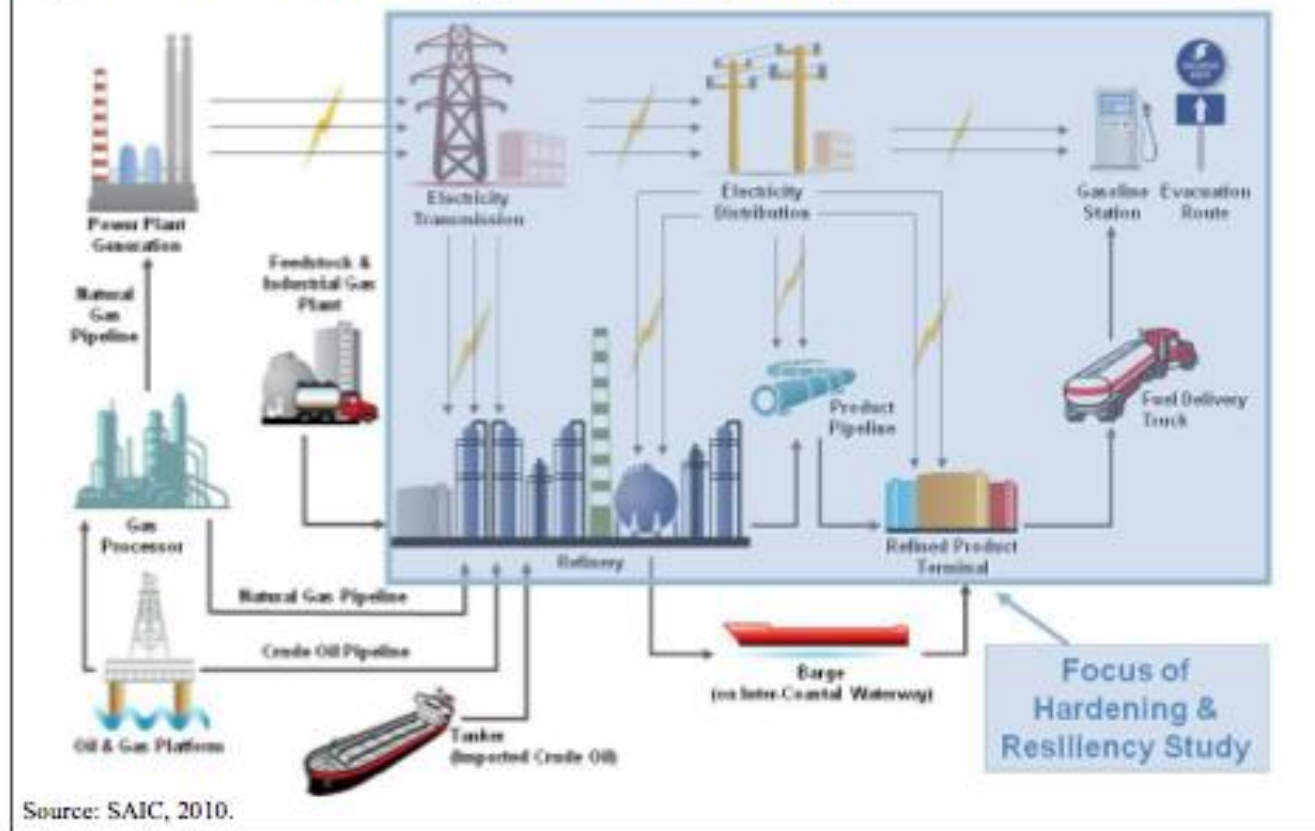 Power Plant
Generation
Electricity
Transmission
Electricity
Distribution
Gasoline
Station
Evacuation
Route
Natural
Gas
Pipeline
Feedstock &
Industrial Gas
Plant
Product
Pipeline
Fuel Delivery
Truck
Gas
Processor
Refinery
Refined Product
Terminal
Natural Gas Pipeline
Crude Oil Pipeline
Oil & Gas Platform
Tanker
(Imported Crude Oil)
Barge
(on Inter-Coastal Waterway)
Focus of
Hardening &
Resiliency Study
Source: SAIC, 2010.